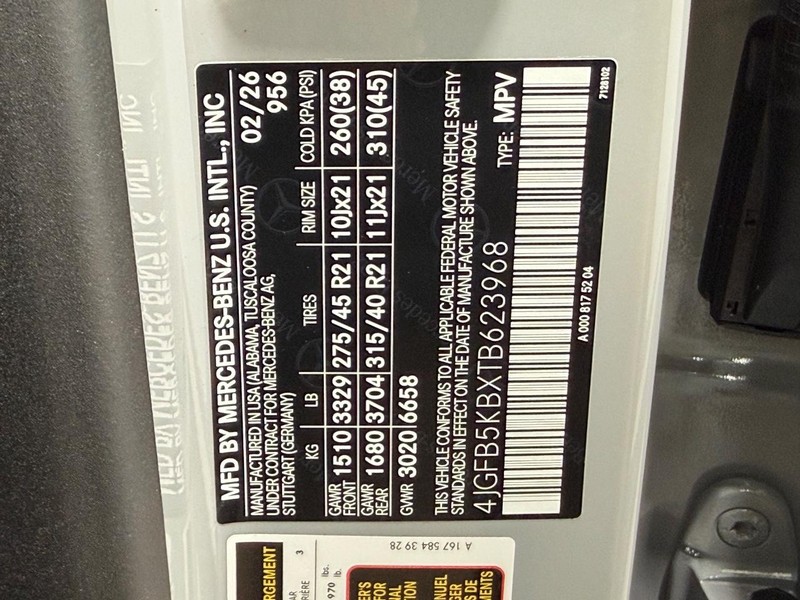 MFD BY MERCEDES-BENZ U.S. INTL., INC
MANUFACTURED IN USA (ALABAMA, TUSCALOOSA COUNTY) 02/26
UNDER CONTRACT FOR MERCEDES-BENZ AG, 956
STUTTGART (GERMANY)
KG LB TIRES RIM SIZE COLD KPA (PSI)
GAWR FRONT 1510 3329 275/45 R21 10Jx21 260(38)
GAWR REAR 1680 3704 315/40 R21 11Jx21 310(45)
GVWR 3020 6658
THIS VEHICLE CONFORMS TO ALL APPLICABLE FEDERAL MOTOR VEHICLE SAFETY
STANDARDS IN EFFECT ON THE DATE OF MANUFACTURE SHOWN ABOVE.
4JGFB5KBXTB623968 TYPE: MPV
A 000 817 52 04
7128102
A 167 584 39 28
3
970 lbs.
lb.